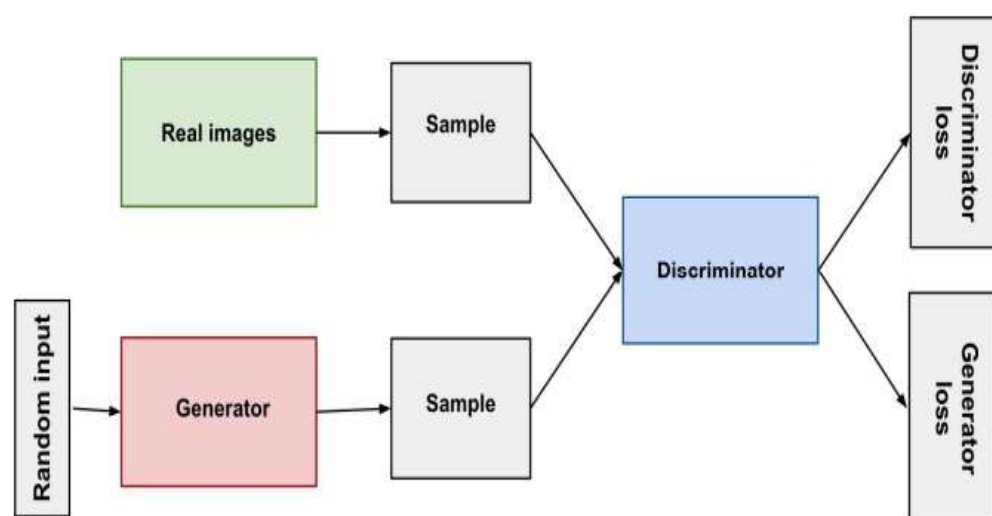 Real images
Sample
Discriminator
loss
Discriminator
Random input
Generator
Sample
Generator
loss